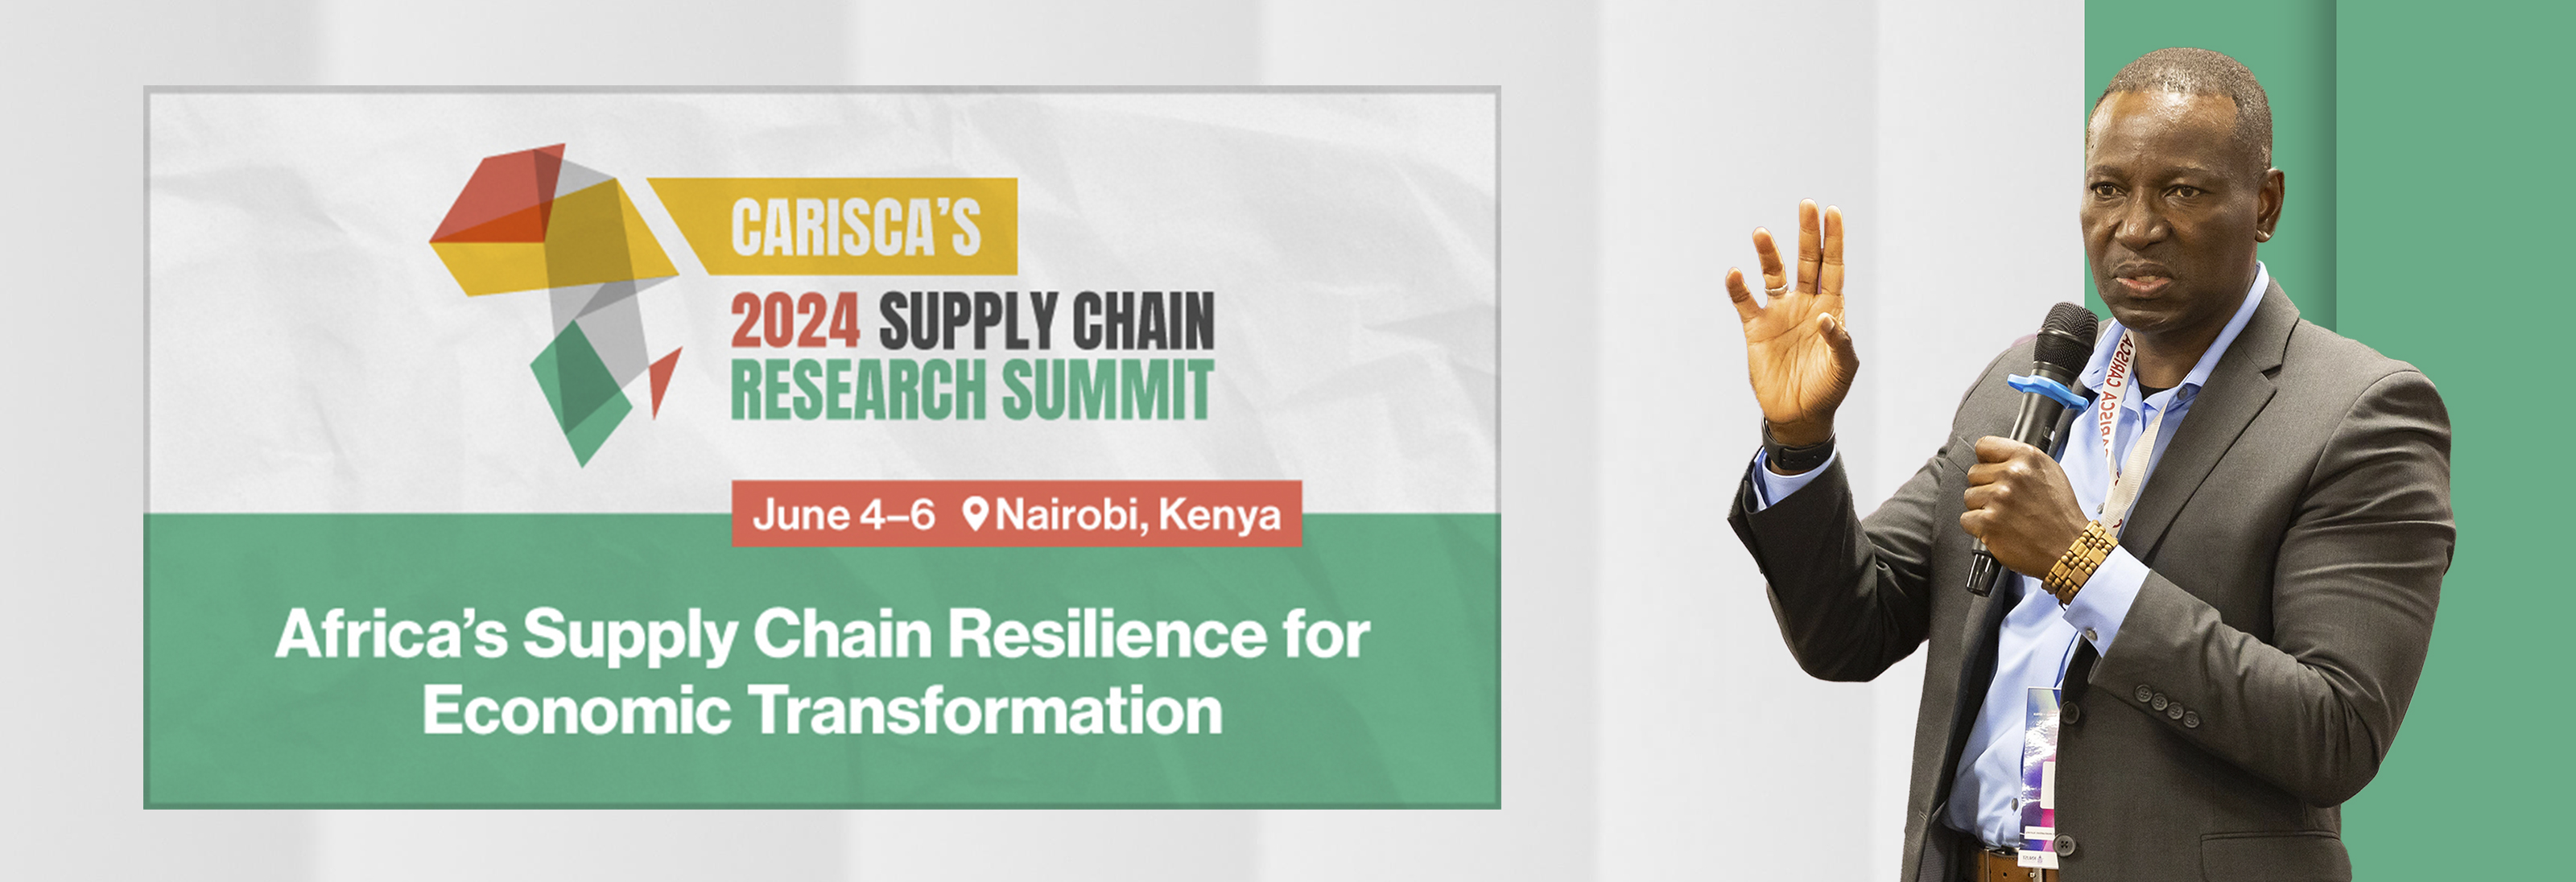 CARISCA’S
2024 SUPPLY CHAIN
RESEARCH SUMMIT
June 4–6 Nairobi, Kenya
Africa’s Supply Chain Resilience for
Economic Transformation
CARISCA CARISCA